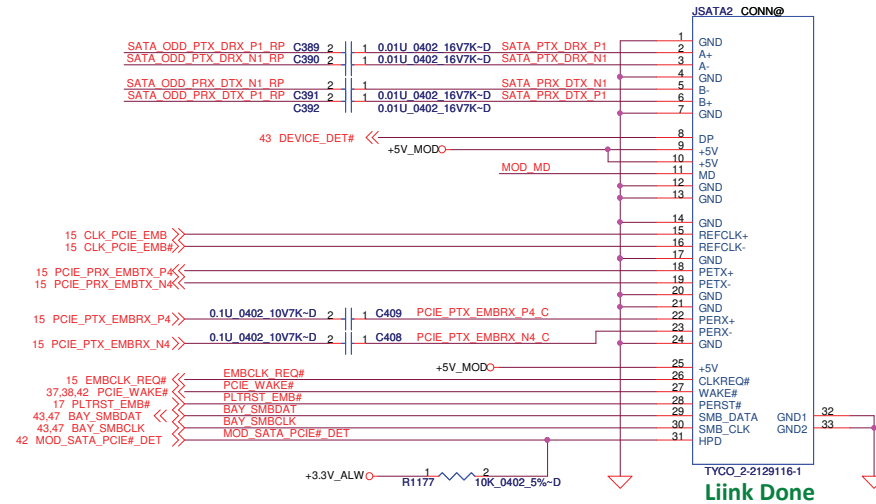 JSATA2 CONN@
1 GND
SATA_ODD_PTX_DRX_P1_RP C389 2 1 0.01U_0402_16V7K~D SATA_PTX_DRX_P1 2 A+
SATA_ODD_PTX_DRX_N1_RP C390 2 1 0.01U_0402_16V7K~D SATA_PTX_DRX_N1 3 A-
4 GND
SATA_ODD_PRX_DTX_N1_RP 2 1 SATA_PRX_DTX_N1 5 B-
SATA_ODD_PRX_DTX_P1_RP C391 2 1 0.01U_0402_16V7K~D SATA_PRX_DTX_P1 6 B+
C392 0.01U_0402_16V7K~D 7 GND
43 DEVICE_DET# 8 DP
+5V_MOD 9 +5V
10 +5V
MOD_MD 11 MD
12 GND
13 GND
14 GND
15 CLK_PCIE_EMB 15 REFCLK+
15 CLK_PCIE_EMB# 16 REFCLK-
17 GND
15 PCIE_PRX_EMBTX_P4 18 PETX+
15 PCIE_PRX_EMBTX_N4 19 PETX-
20 GND
21 GND
15 PCIE_PTX_EMBRX_P4 0.1U_0402_10V7K~D 2 1 C409 PCIE_PTX_EMBRX_P4_C 22 PERX+
23 PERX-
15 PCIE_PTX_EMBRX_N4 0.1U_0402_10V7K~D 2 1 C408 PCIE_PTX_EMBRX_N4_C 24 GND
+5V_MOD 25 +5V
15 EMBCLK_REQ# EMBCLK_REQ# 26 CLKREQ#
37,38,42 PCIE_WAKE# PCIE_WAKE# 27 WAKE#
17 PLTRST_EMB# PLTRST_EMB# 28 PERST#
43,47 BAY_SMBDAT BAY_SMBDAT 29 SMB_DATA GND1 32
43,47 BAY_SMBCLK BAY_SMBCLK 30 SMB_CLK GND2 33
42 MOD_SATA_PCIE#_DET MOD_SATA_PCIE#_DET 31 HPD
+3.3V_ALW 1 2
R1177 10K_0402_5%~D
TYCO_2-2129116-1
Liink Done